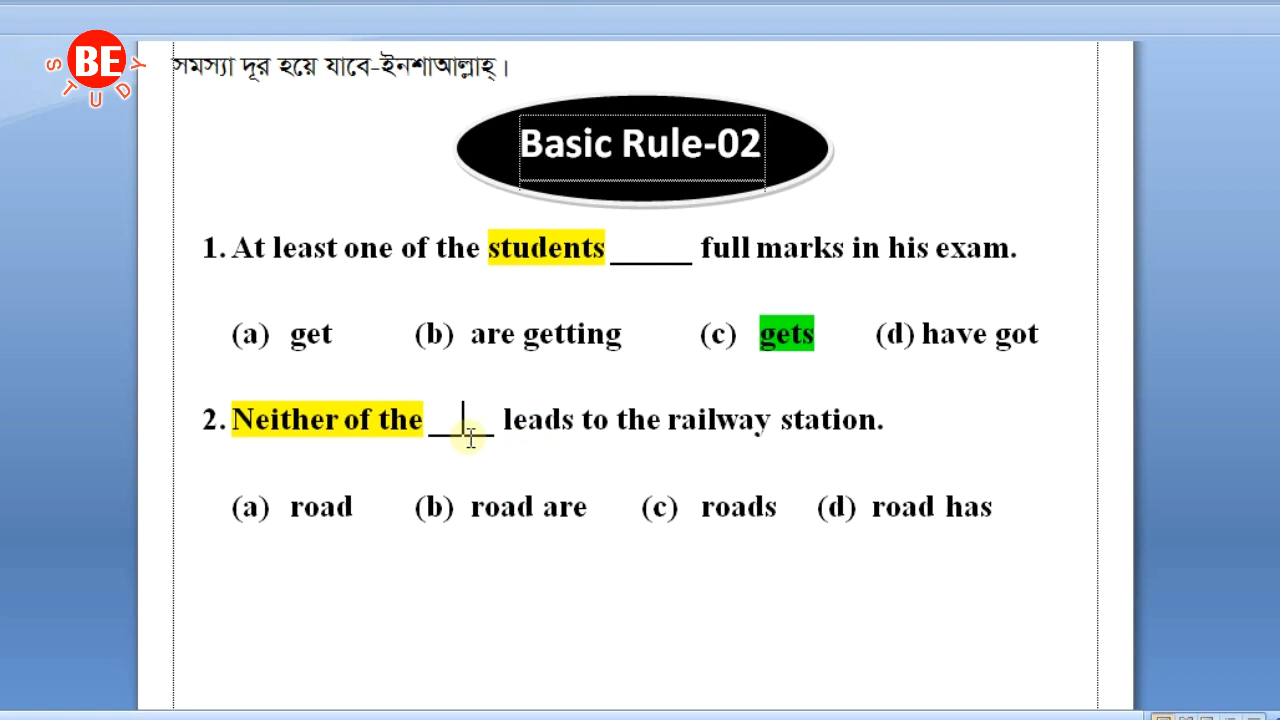 BE
STUDY
সমস্যা দূর হয়ে যাবে-ইনশাআল্লাহ্।
Basic Rule-02
1. At least one of the students _____ full marks in his exam.
(a) get (b) are getting (c) gets (d) have got
2. Neither of the ____ leads to the railway station.
(a) road (b) road are (c) roads (d) road has